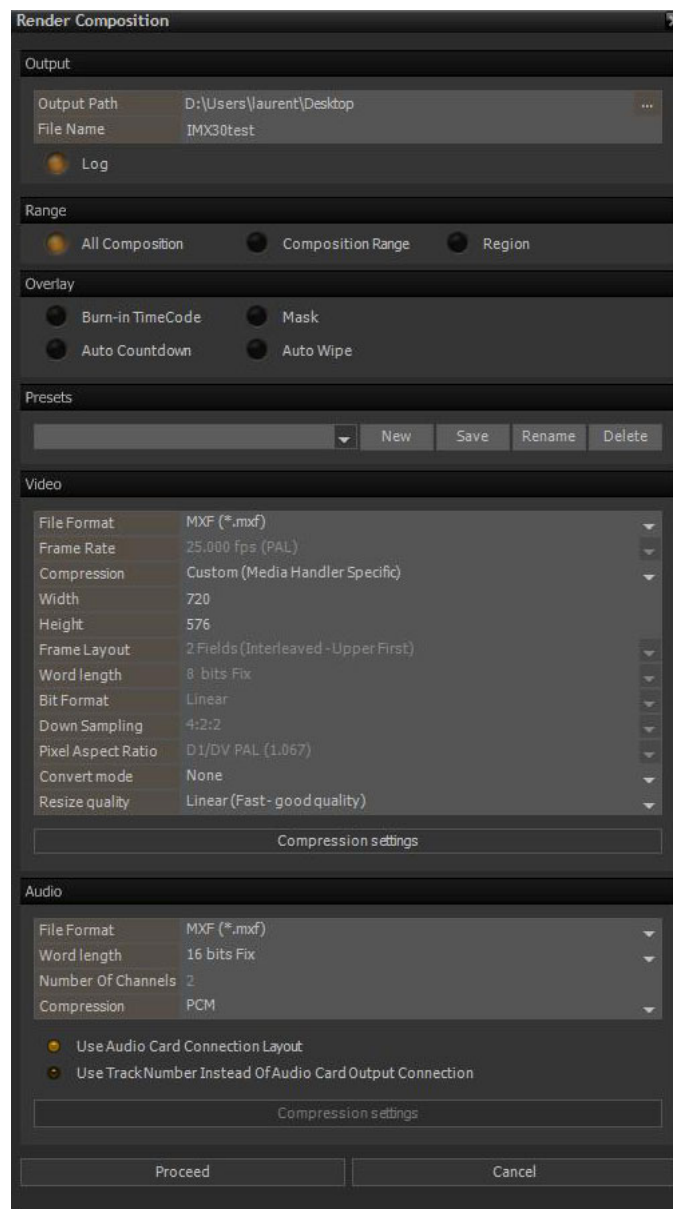 Render Composition
Output
Output Path D:\Users\laurent\Desktop ...
File Name IMX30test
Log
Range
All Composition Composition Range Region
Overlay
Burn-in TimeCode Mask
Auto Countdown Auto Wipe
Presets
New Save Rename Delete
Video
File Format MXF (*.mxf)
Frame Rate 25.000 fps (PAL)
Compression Custom (Media Handler Specific)
Width 720
Height 576
Frame Layout 2 Fields (Interleaved - Upper First)
Word length 8 bits Fix
Bit Format Linear
Down Sampling 4:2:2
Pixel Aspect Ratio D1/DV PAL (1.067)
Convert mode None
Resize quality Linear (Fast - good quality)
Compression settings
Audio
File Format MXF (*.mxf)
Word length 16 bits Fix
Number Of Channels 2
Compression PCM
Use Audio Card Connection Layout
Use Track Number Instead Of Audio Card Output Connection
Compression settings
Proceed Cancel